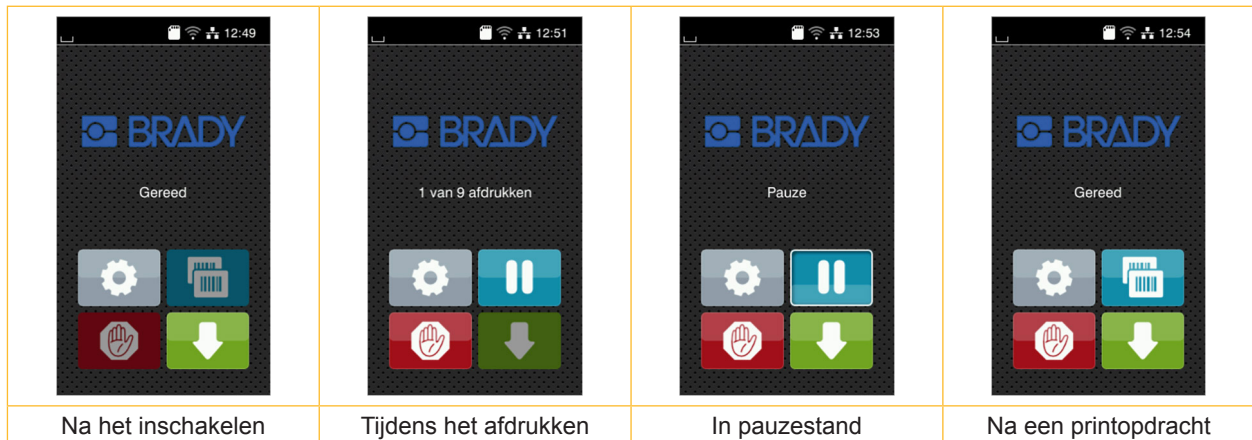 12:49
BRADY
Gereed
Na het inschakelen
12:51
BRADY
1 van 9 afdrukken
Tijdens het afdrukken
12:53
BRADY
Pauze
In pauzestand
12:54
BRADY
Gereed
Na een printopdracht